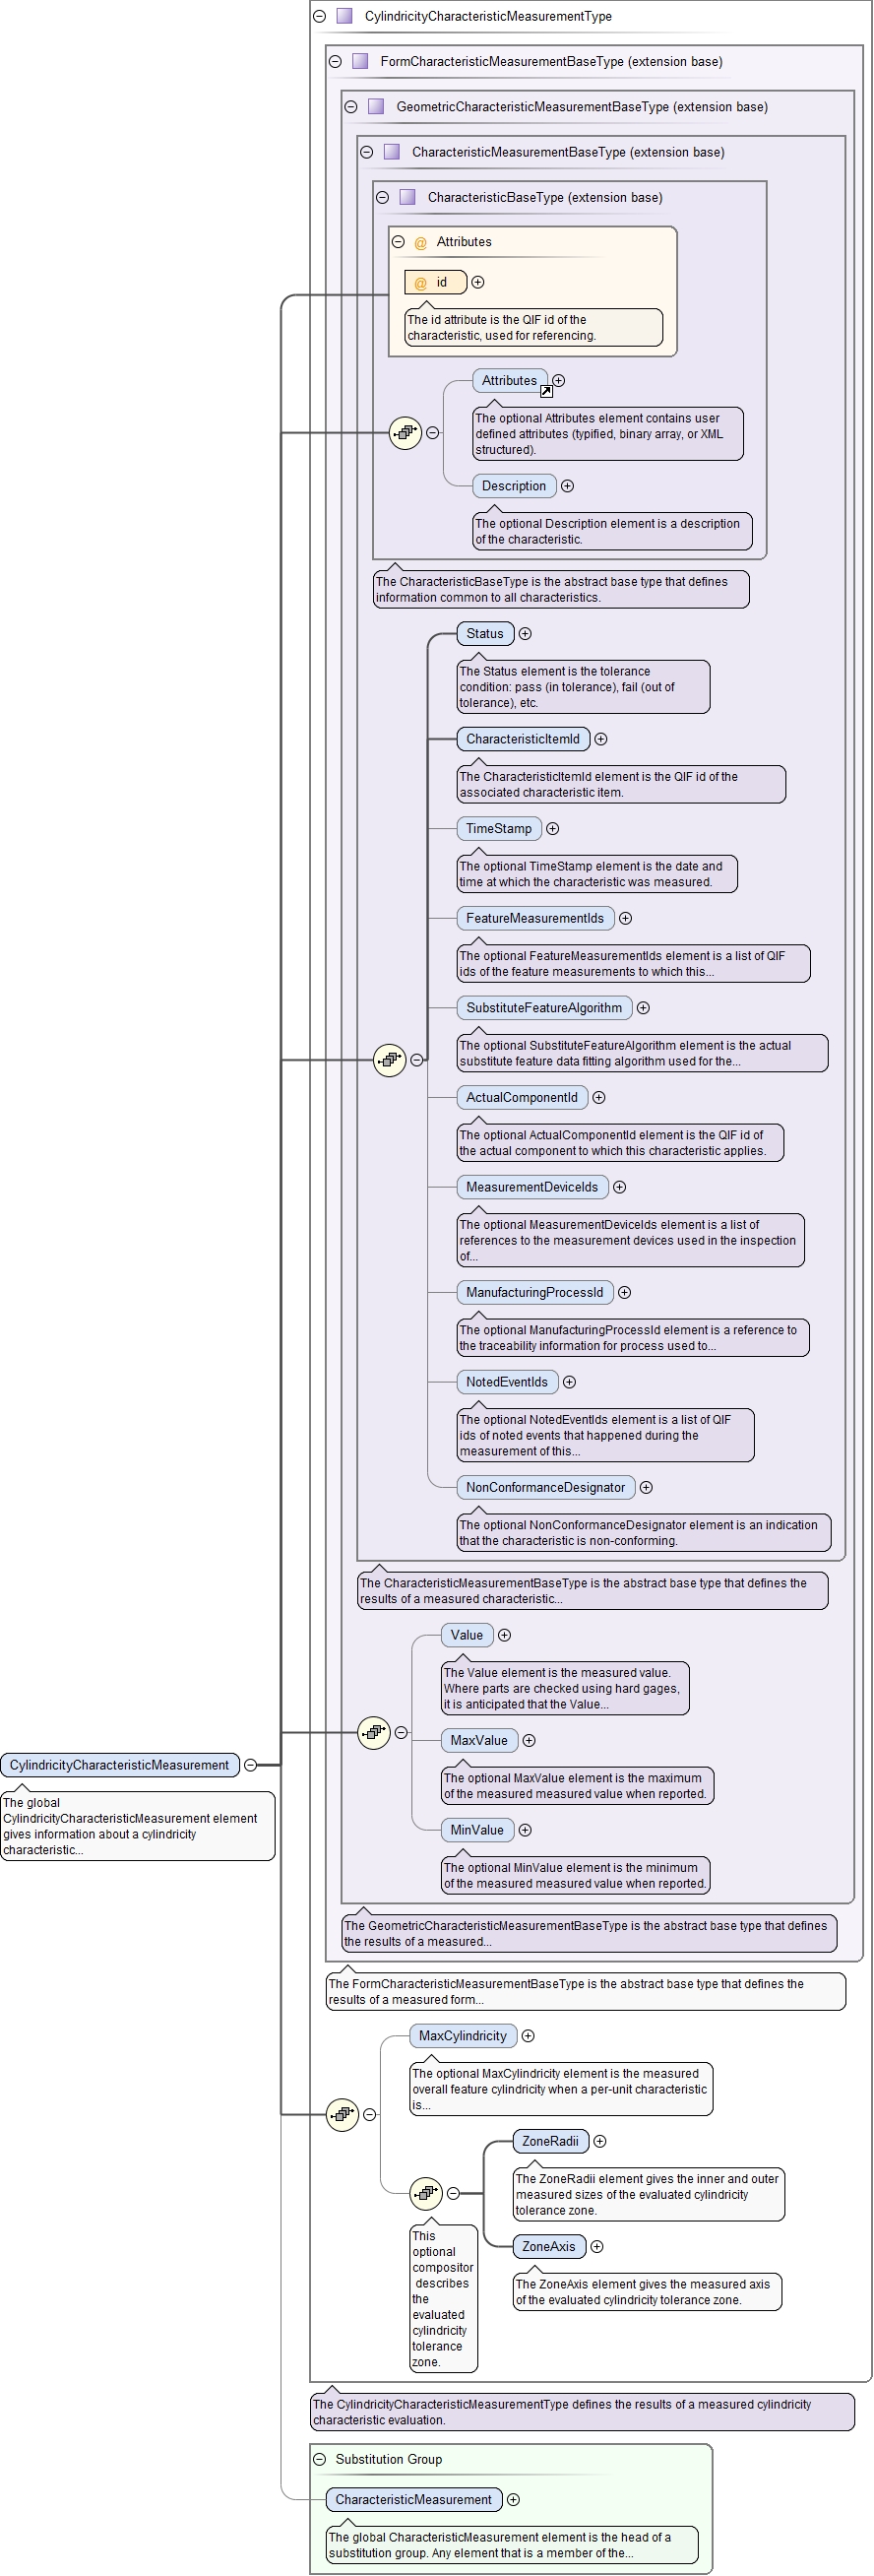 CylindricityCharacteristicMeasurementType
FormCharacteristicMeasurementBaseType (extension base)
GeometricCharacteristicMeasurementBaseType (extension base)
CharacteristicMeasurementBaseType (extension base)
CharacteristicBaseType (extension base)
@ Attributes
@ id
The id attribute is the QIF id of the
characteristic, used for referencing.
Attributes
The optional Attributes element contains user
defined attributes (typified, binary array, or XML
structured).
Description
The optional Description element is a description
of the characteristic.
The CharacteristicBaseType is the abstract base type that defines
information common to all characteristics.
Status
The Status element is the tolerance
condition: pass (in tolerance), fail (out of
tolerance), etc.
CharacteristicItemId
The CharacteristicItemId element is the QIF id of the
associated characteristic item.
TimeStamp
The optional TimeStamp element is the date and
time at which the characteristic was measured.
FeatureMeasurementIds
The optional FeatureMeasurementIds element is a list of QIF
ids of the feature measurements to which this...
SubstituteFeatureAlgorithm
The optional SubstituteFeatureAlgorithm element is the actual
substitute feature data fitting algorithm used for the...
ActualComponentId
The optional ActualComponentId element is the QIF id of
the actual component to which this characteristic applies.
MeasurementDeviceIds
The optional MeasurementDeviceIds element is a list of
references to the measurement devices used in the inspection
of...
ManufacturingProcessId
The optional ManufacturingProcessId element is a reference to
the traceability information for process used to...
NotedEventIds
The optional NotedEventIds element is a list of QIF
ids of noted events that happened during the
measurement of this...
NonConformanceDesignator
The optional NonConformanceDesignator element is an indication
that the characteristic is non-conforming.
The CharacteristicMeasurementBaseType is the abstract base type that defines the
results of a measured characteristic...
Value
The Value element is the measured value.
Where parts are checked using hard gages,
it is anticipated that the Value...
MaxValue
The optional MaxValue element is the maximum
of the measured measured value when reported.
MinValue
The optional MinValue element is the minimum
of the measured measured value when reported.
CylindricityCharacteristicMeasurement
The global
CylindricityCharacteristicMeasurement element
gives information about a cylindricity
characteristic...
The GeometricCharacteristicMeasurementBaseType is the abstract base type that defines
the results of a measured...
The FormCharacteristicMeasurementBaseType is the abstract base type that defines the
results of a measured form...
MaxCylindricity
The optional MaxCylindricity element is the measured
overall feature cylindricity when a per-unit characteristic
is...
ZoneRadii
The ZoneRadii element gives the inner and outer
measured sizes of the evaluated cylindricity
tolerance zone.
ZoneAxis
The ZoneAxis element gives the measured axis
of the evaluated cylindricity tolerance zone.
This
optional
compositor
describes
the
evaluated
cylindricity
tolerance
zone.
The CylindricityCharacteristicMeasurementType defines the results of a measured cylindricity
characteristic evaluation.
Substitution Group
CharacteristicMeasurement
The global CharacteristicMeasurement element is the head of a
substitution group. Any element that is a member of the...